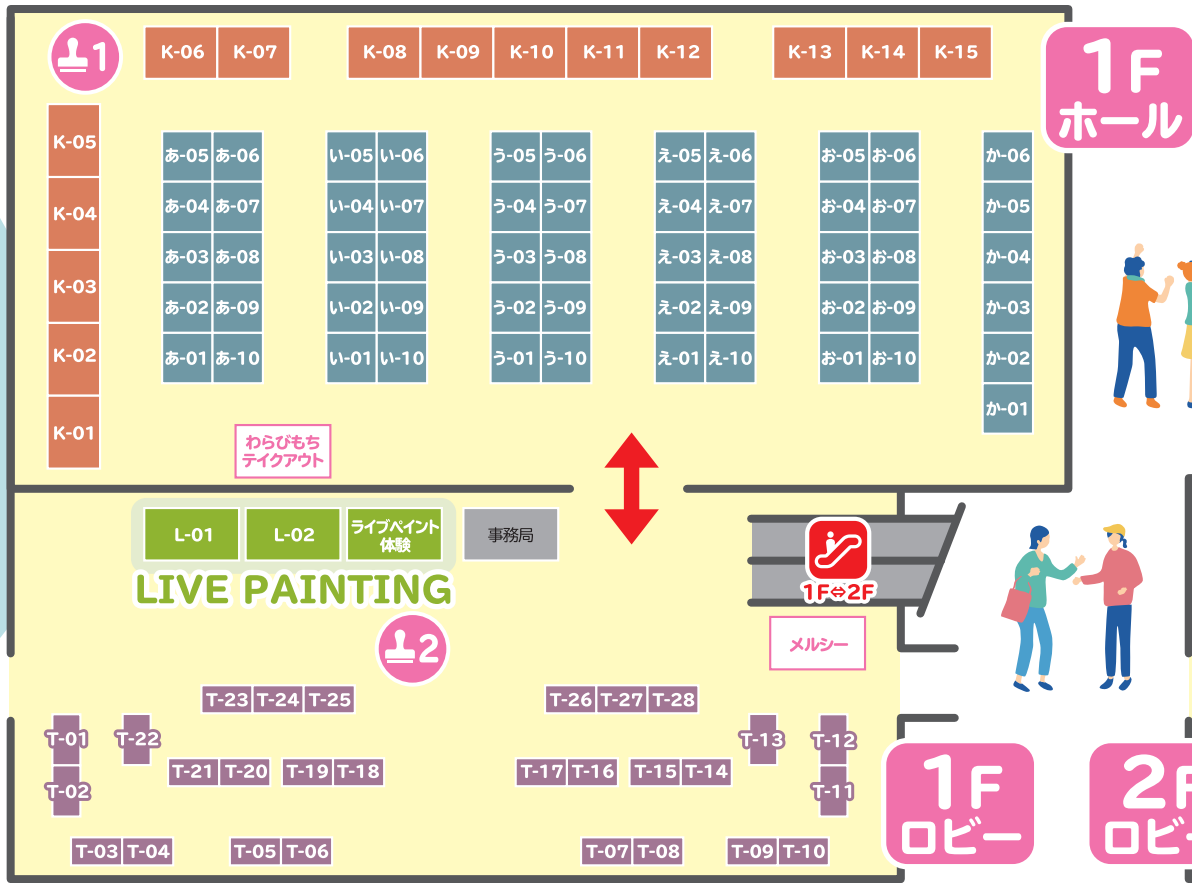 1
K-06 K-07 K-08 K-09 K-10 K-11 K-12 K-13 K-14 K-15
1F
ホール
K-05
K-04
K-03
K-02
K-01
あ-05 あ-06 い-05 い-06 う-05 う-06 え-05 え-06 お-05 お-06 か-06
あ-04 あ-07 い-04 い-07 う-04 う-07 え-04 え-07 お-04 お-07 か-05
あ-03 あ-08 い-03 い-08 う-03 う-08 え-03 え-08 お-03 お-08 か-04
あ-02 あ-09 い-02 い-09 う-02 う-09 え-02 え-09 お-02 お-09 か-03
あ-01 あ-10 い-01 い-10 う-01 う-10 え-01 え-10 お-01 お-10 か-02
か-01
わらびもち
テイクアウト
L-01 L-02
ライブペイント
体験
事務局
LIVE PAINTING
1F⇔2F
2
メルシー
T-23 T-24 T-25 T-26 T-27 T-28
T-01 T-22 T-13 T-12
T-21 T-20 T-19 T-18 T-17 T-16 T-15 T-14
T-02 T-11
T-03 T-04 T-05 T-06 T-07 T-08 T-09 T-10
1F
ロビー
2F
ロビー